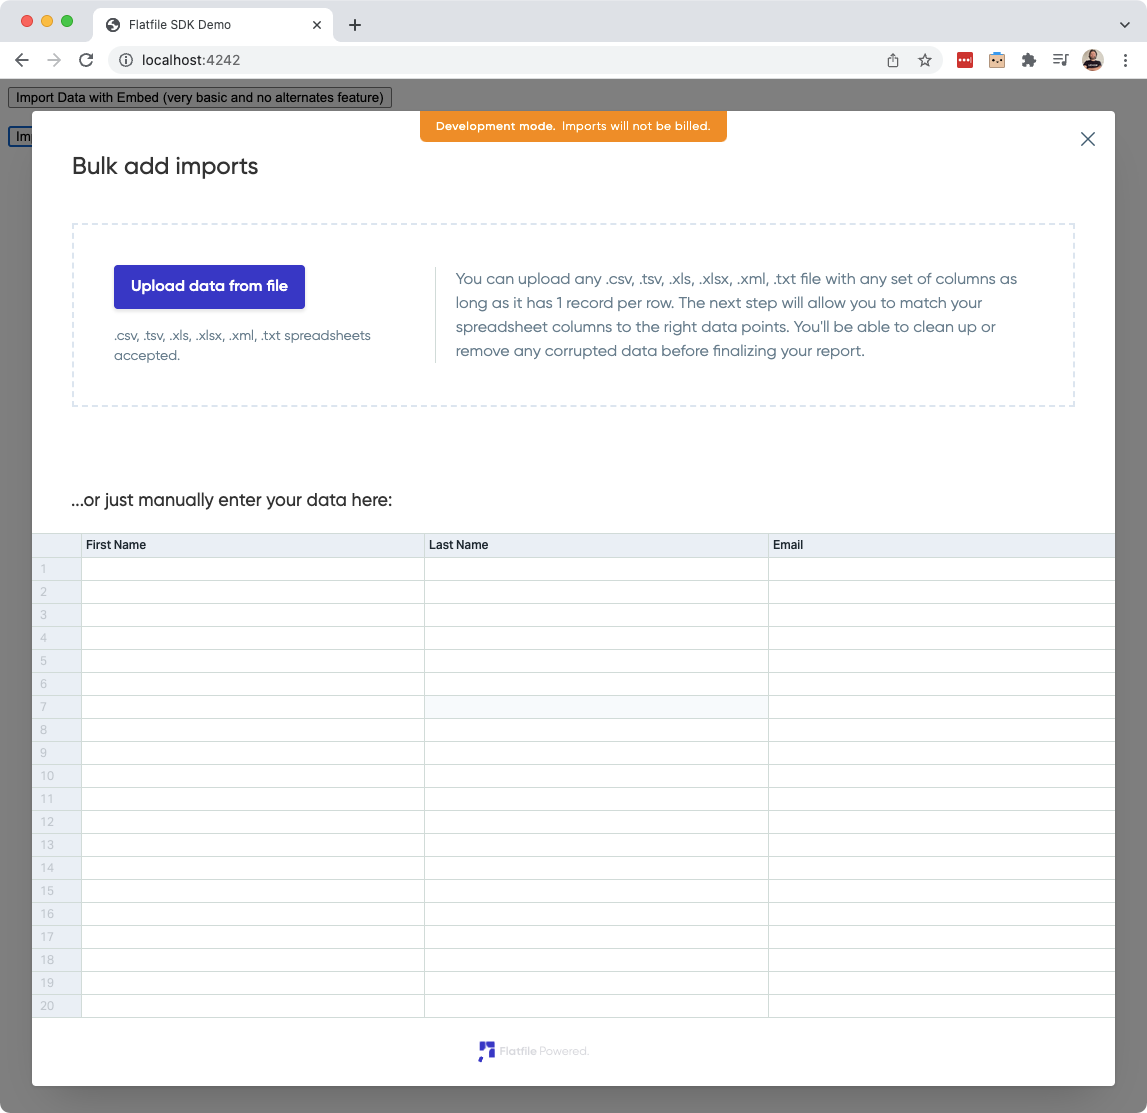 Flatfile SDK Demo
localhost:4242
Import Data with Embed (very basic and no alternates feature)
Im
Development mode. Imports will not be billed.
Bulk add imports
Upload data from file
.csv, .tsv, .xls, .xlsx, .xml, .txt spreadsheets
accepted.
You can upload any .csv, .tsv, .xls, .xlsx, .xml, .txt file with any set of columns as
long as it has 1 record per row. The next step will allow you to match your
spreadsheet columns to the right data points. You'll be able to clean up or
remove any corrupted data before finalizing your report.
...or just manually enter your data here:
First Name Last Name Email
1
2
3
4
5
6
7
8
9
10
11
12
13
14
15
16
17
18
19
20
Flatfile Powered.